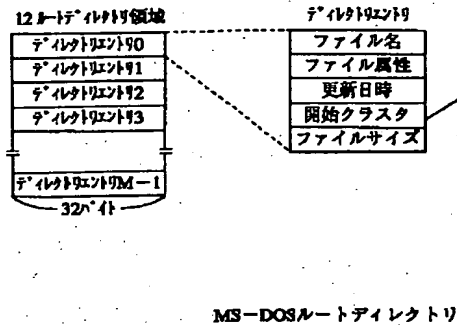 12 ルートディレクトリ領域
ディレクトリエントリ0
ディレクトリエントリ1
ディレクトリエントリ2
ディレクトリエントリ3
ディレクトリエントリM－1
32バイト
ディレクトリエントリ
ファイル名
ファイル属性
更新日時
開始クラスタ
ファイルサイズ
MS－DOSルートディレクトリ